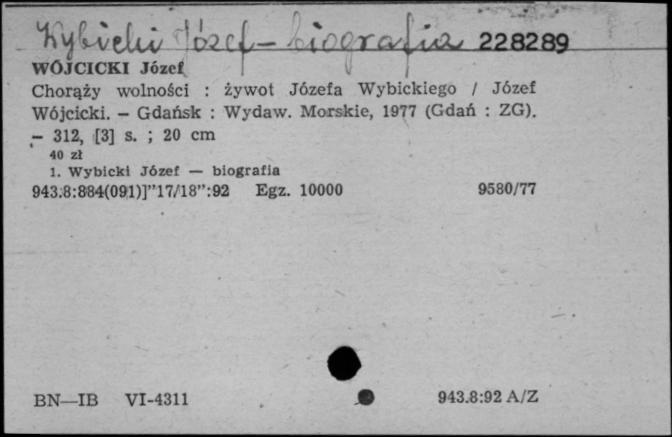 Wybicki Józef — biografia 228289
WÓJCICKI Józef
Chorąży wolności : żywot Józefa Wybickiego / Józef
Wójcicki. — Gdańsk : Wydaw. Morskie, 1977 (Gdań : ZG).
— 312, [3] s. ; 20 cm
40 zł
1. Wybicki Józef — biografia
943.8:884(091)]"17/18":92 Egz. 10000 9580/77
BN—IB VI-4311 943.8:92 A/Z